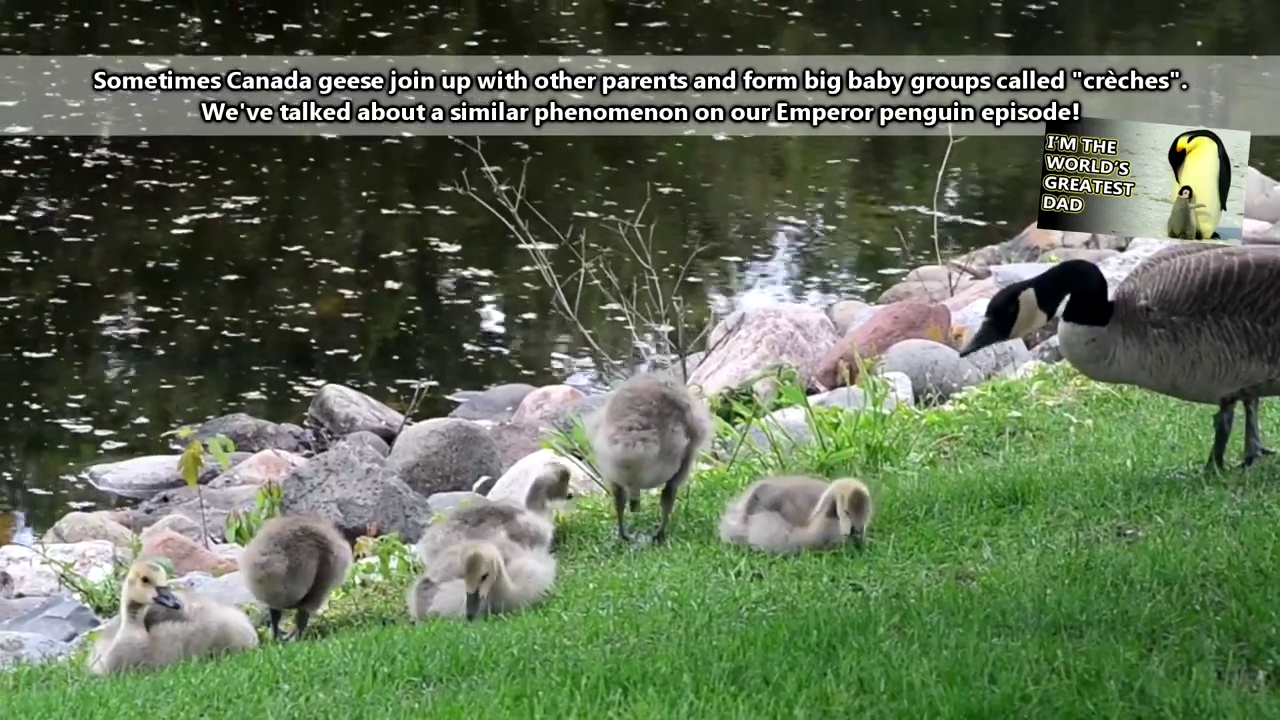 Sometimes Canada geese join up with other parents and form big baby groups called "crèches".
We've talked about a similar phenomenon on our Emperor penguin episode!
I'M THE
WORLD'S
GREATEST
DAD